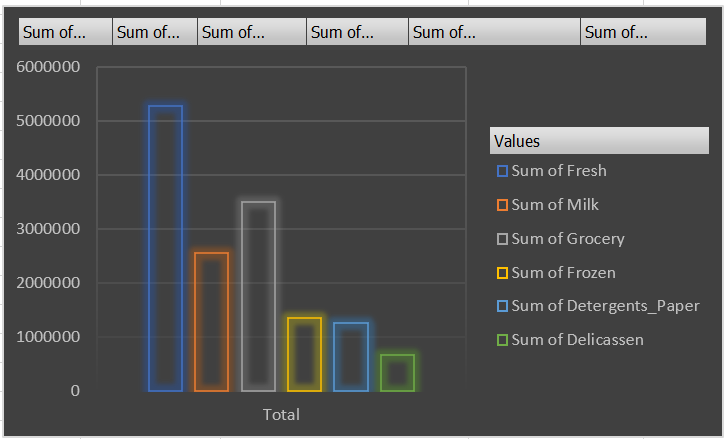 Sum of... Sum of... Sum of... Sum of... Sum of... Sum of...
6000000
5000000
4000000
3000000
2000000
1000000
0
Total
Values
Sum of Fresh
Sum of Milk
Sum of Grocery
Sum of Frozen
Sum of Detergents_Paper
Sum of Delicassen